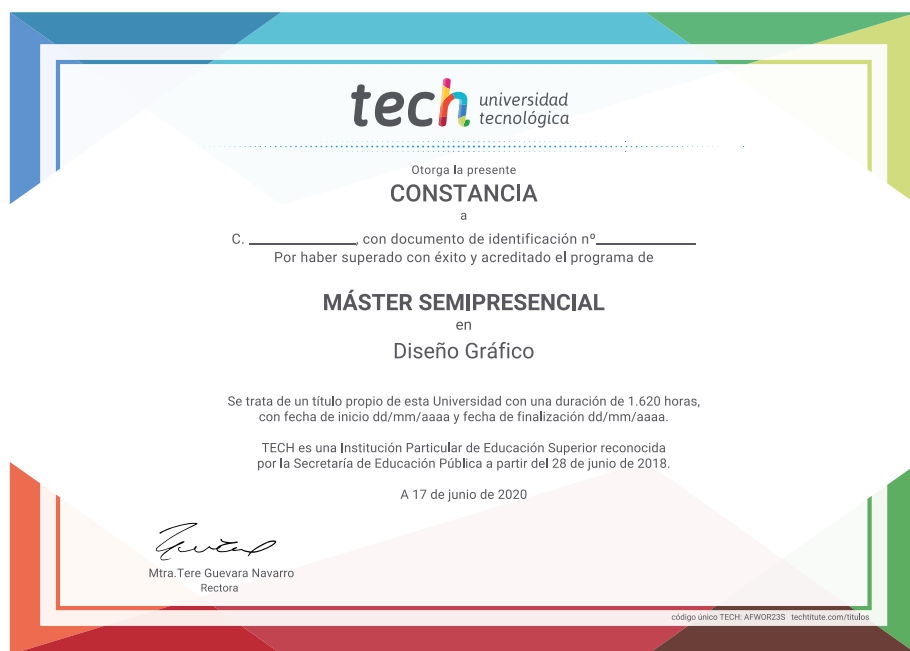 tech universidad
tecnológica
Otorga la presente
CONSTANCIA
a
C. ____________, con documento de identificación nº____________
Por haber superado con éxito y acreditado el programa de
MÁSTER SEMIPRESENCIAL
en
Diseño Gráfico
Se trata de un título propio de esta Universidad con una duración de 1.620 horas,
con fecha de inicio dd/mm/aaaa y fecha de finalización dd/mm/aaaa.
TECH es una Institución Particular de Educación Superior reconocida
por la Secretaría de Educación Pública a partir del 28 de junio de 2018.
A 17 de junio de 2020
Mtra.Tere Guevara Navarro
Rectora
código único TECH: AFWOR23S techtitute.com/titulos